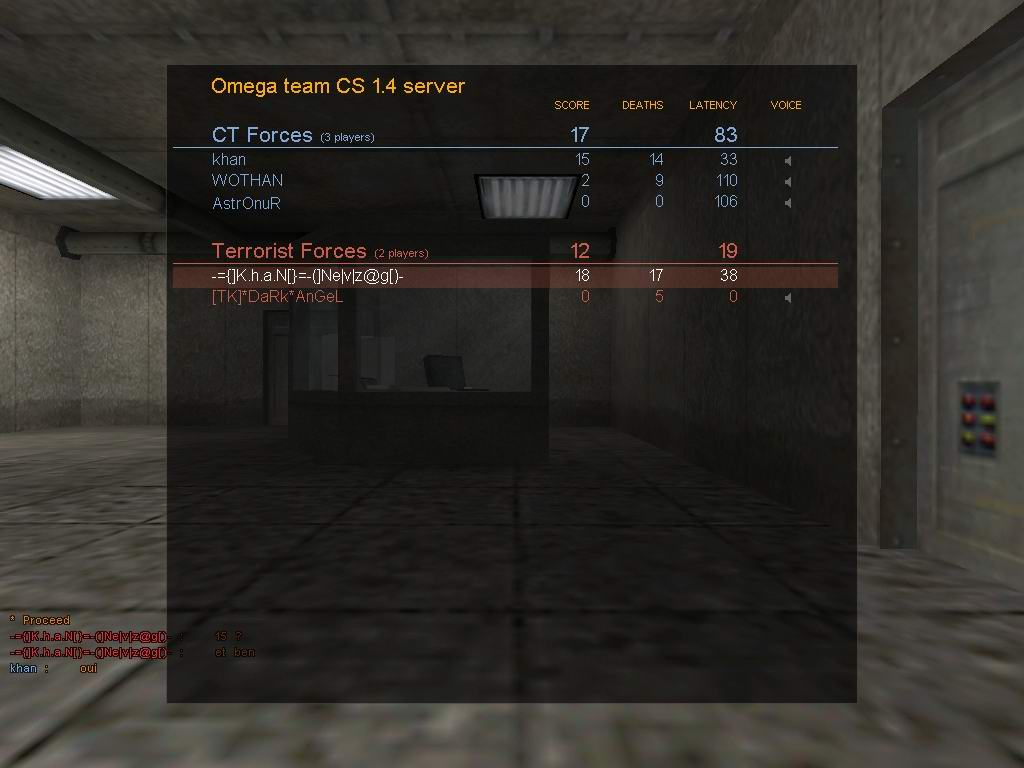 Omega team CS 1.4 server
SCORE DEATHS LATENCY VOICE
CT Forces (3 players) 17 83
khan 15 14 33
WOTHAN 2 9 110
AstrOnuR 0 0 106
Terrorist Forces (2 players) 12 19
-={]K.h.a.N[}=-(]Ne|v|z@g[)- 18 17 38
[TK]*DaRk*AnGeL 0 5 0
* Proceed
-={]K.h.a.N[}=-(]Ne|v|z@g[)- : 15 ?
-={]K.h.a.N[}=-(]Ne|v|z@g[)- : et ben
khan : oui